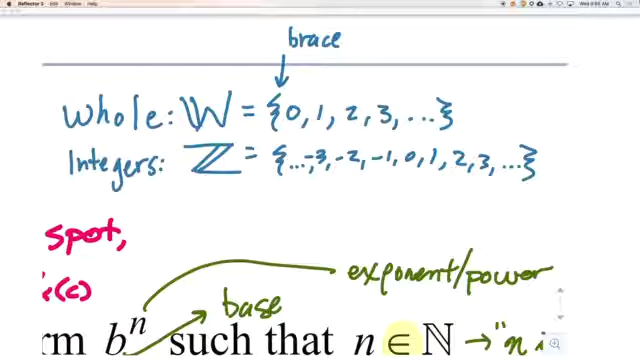 Reflector 3 File Edit Window
brace
Whole: W = {0, 1, 2, 3, ...}
Integers: ℤ = {...,-3, -2, -1, 0, 1, 2, 3, ...}
spot,
exponent/power
base
rm bⁿ such that n ∈ ℕ → "n